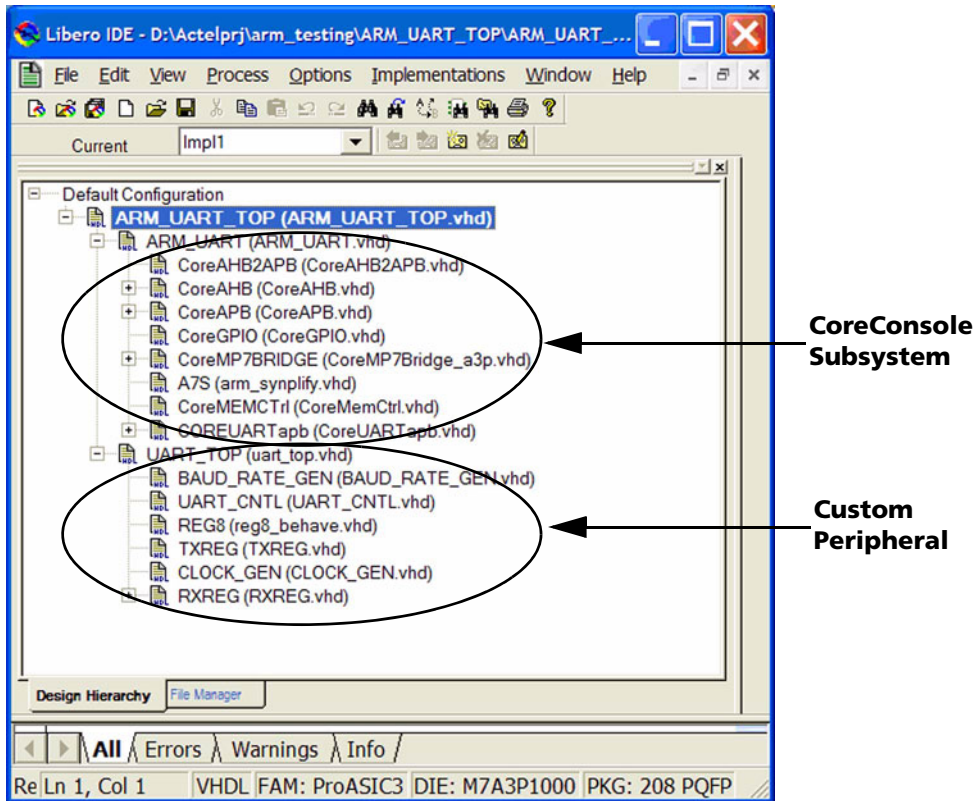 Libero IDE - D:\Actelprj\arm_testing\ARM_UART_TOP\ARM_UART_...
File Edit View Process Options Implementations Window Help
Current Impl1
Default Configuration
ARM_UART_TOP (ARM_UART_TOP.vhd)
ARM_UART (ARM_UART.vhd)
CoreAHB2APB (CoreAHB2APB.vhd)
CoreAHB (CoreAHB.vhd)
CoreAPB (CoreAPB.vhd)
CoreGPIO (CoreGPIO.vhd)
CoreMP7BRIDGE (CoreMP7Bridge_a3p.vhd)
A7S (arm_synplify.vhd)
CoreMEMCTrl (CoreMemCtrl.vhd)
COREUARTapb (CoreUARTapb.vhd)
UART_TOP (uart_top.vhd)
BAUD_RATE_GEN (BAUD_RATE_GEN.vhd)
UART_CNTL (UART_CNTL.vhd)
REG8 (reg8_behave.vhd)
TXREG (TXREG.vhd)
CLOCK_GEN (CLOCK_GEN.vhd)
RXREG (RXREG.vhd)
CoreConsole
Subsystem
Custom
Peripheral
Design Hierarchy File Manager
All Errors Warnings Info
Re Ln 1, Col 1 VHDL FAM: ProASIC3 DIE: M7A3P1000 PKG: 208 PQFP